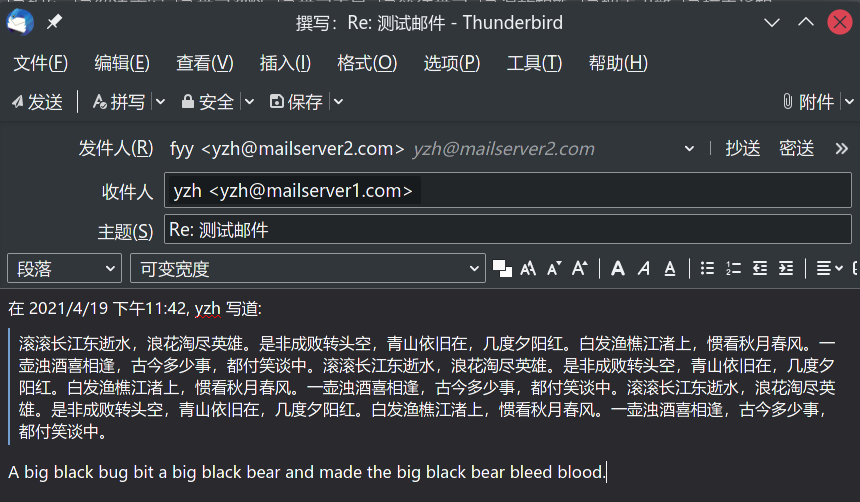 撰写：Re: 测试邮件 - Thunderbird
文件(F) 编辑(E) 查看(V) 插入(I) 格式(O) 选项(P) 工具(T) 帮助(H)
发送 拼写 安全 保存 附件
发件人(R) fyy <yzh@mailserver2.com> yzh@mailserver2.com 抄送 密送 »
收件人 yzh <yzh@mailserver1.com>
主题(S) Re: 测试邮件
段落 可变宽度
在 2021/4/19 下午11:42, yzh 写道:
滚滚长江东逝水，浪花淘尽英雄。是非成败转头空，青山依旧在，几度夕阳红。白发渔樵江渚上，惯看秋月春风。一
壶浊酒喜相逢，古今多少事，都付笑谈中。滚滚长江东逝水，浪花淘尽英雄。是非成败转头空，青山依旧在，几度夕
阳红。白发渔樵江渚上，惯看秋月春风。一壶浊酒喜相逢，古今多少事，都付笑谈中。滚滚长江东逝水，浪花淘尽英
雄。是非成败转头空，青山依旧在，几度夕阳红。白发渔樵江渚上，惯看秋月春风。一壶浊酒喜相逢，古今多少事，
都付笑谈中。
A big black bug bit a big black bear and made the big black bear bleed blood.